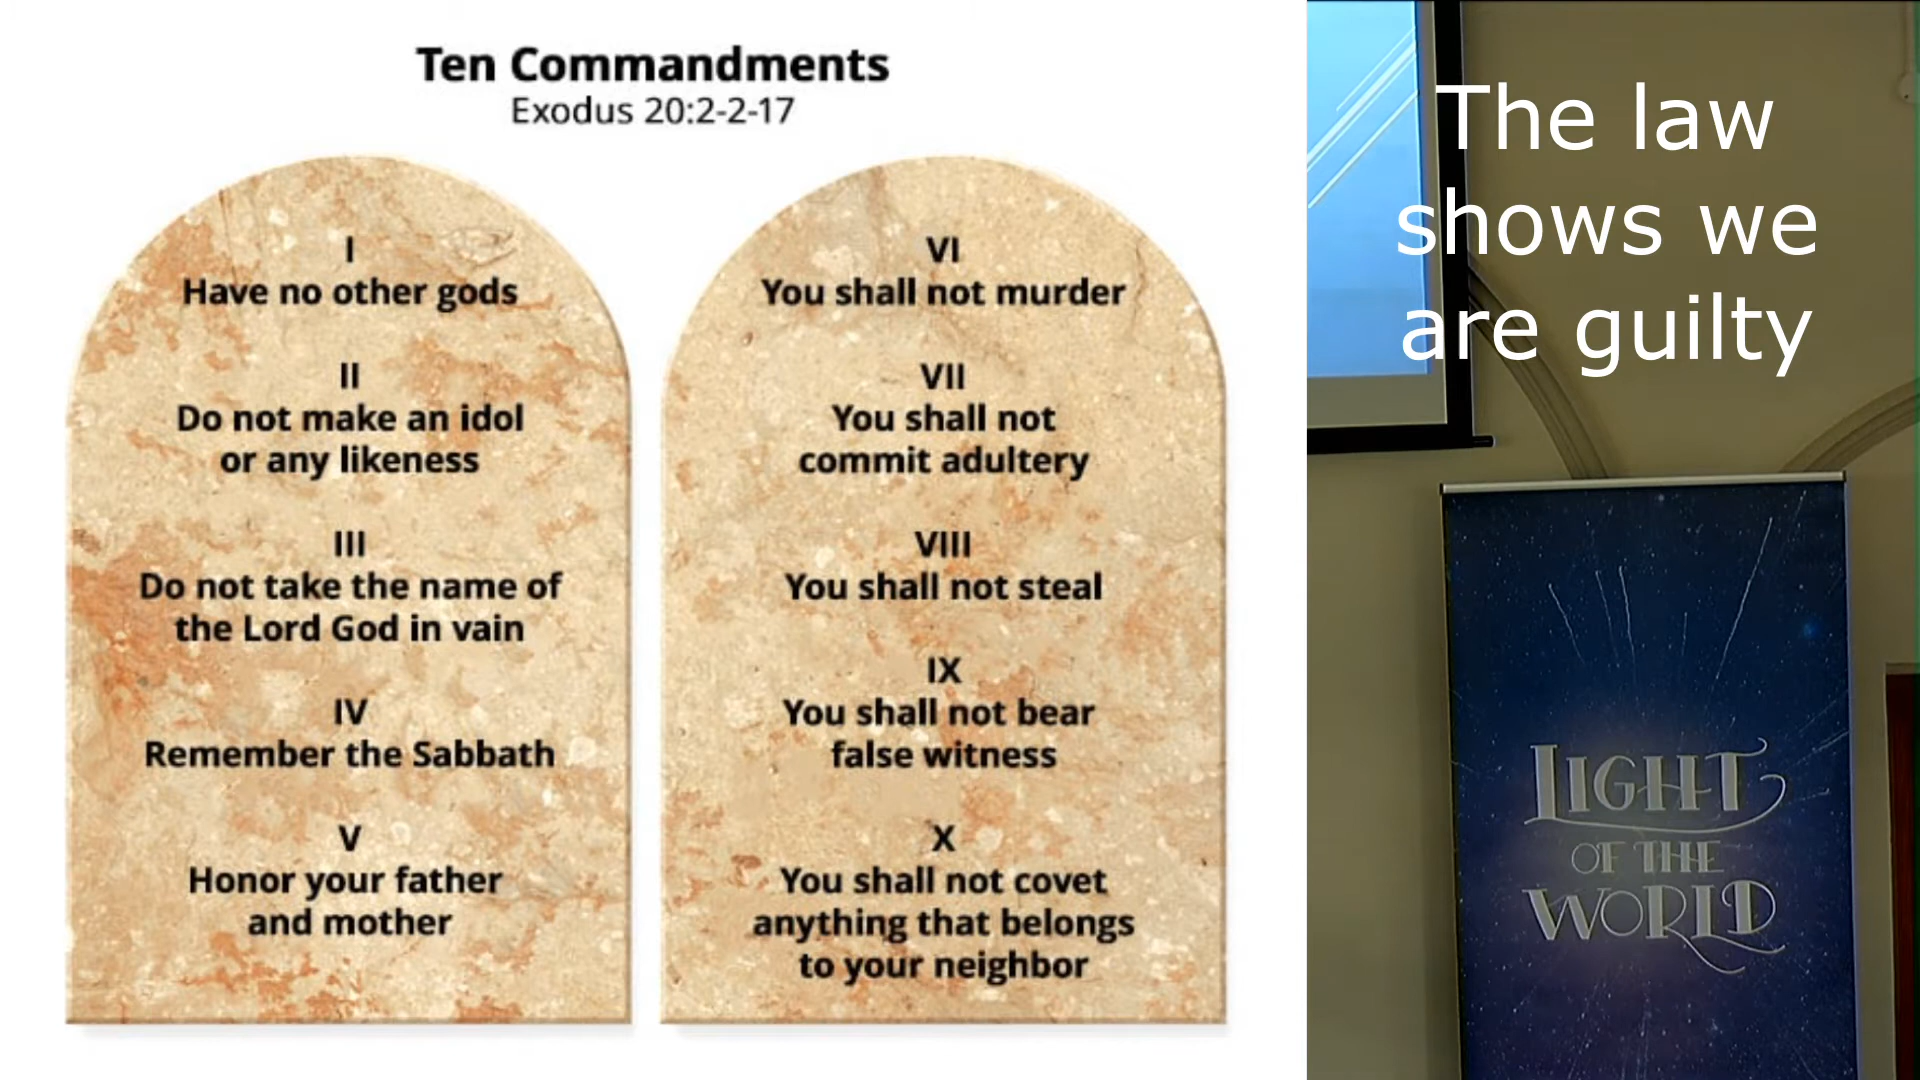 Ten Commandments
Exodus 20:2-2-17
I
Have no other gods
II
Do not make an idol
or any likeness
III
Do not take the name of
the Lord God in vain
IV
Remember the Sabbath
V
Honor your father
and mother
VI
You shall not murder
VII
You shall not
commit adultery
VIII
You shall not steal
IX
You shall not bear
false witness
X
You shall not covet
anything that belongs
to your neighbor
The law
shows we
are guilty
LIGHT
OF THE
WORLD